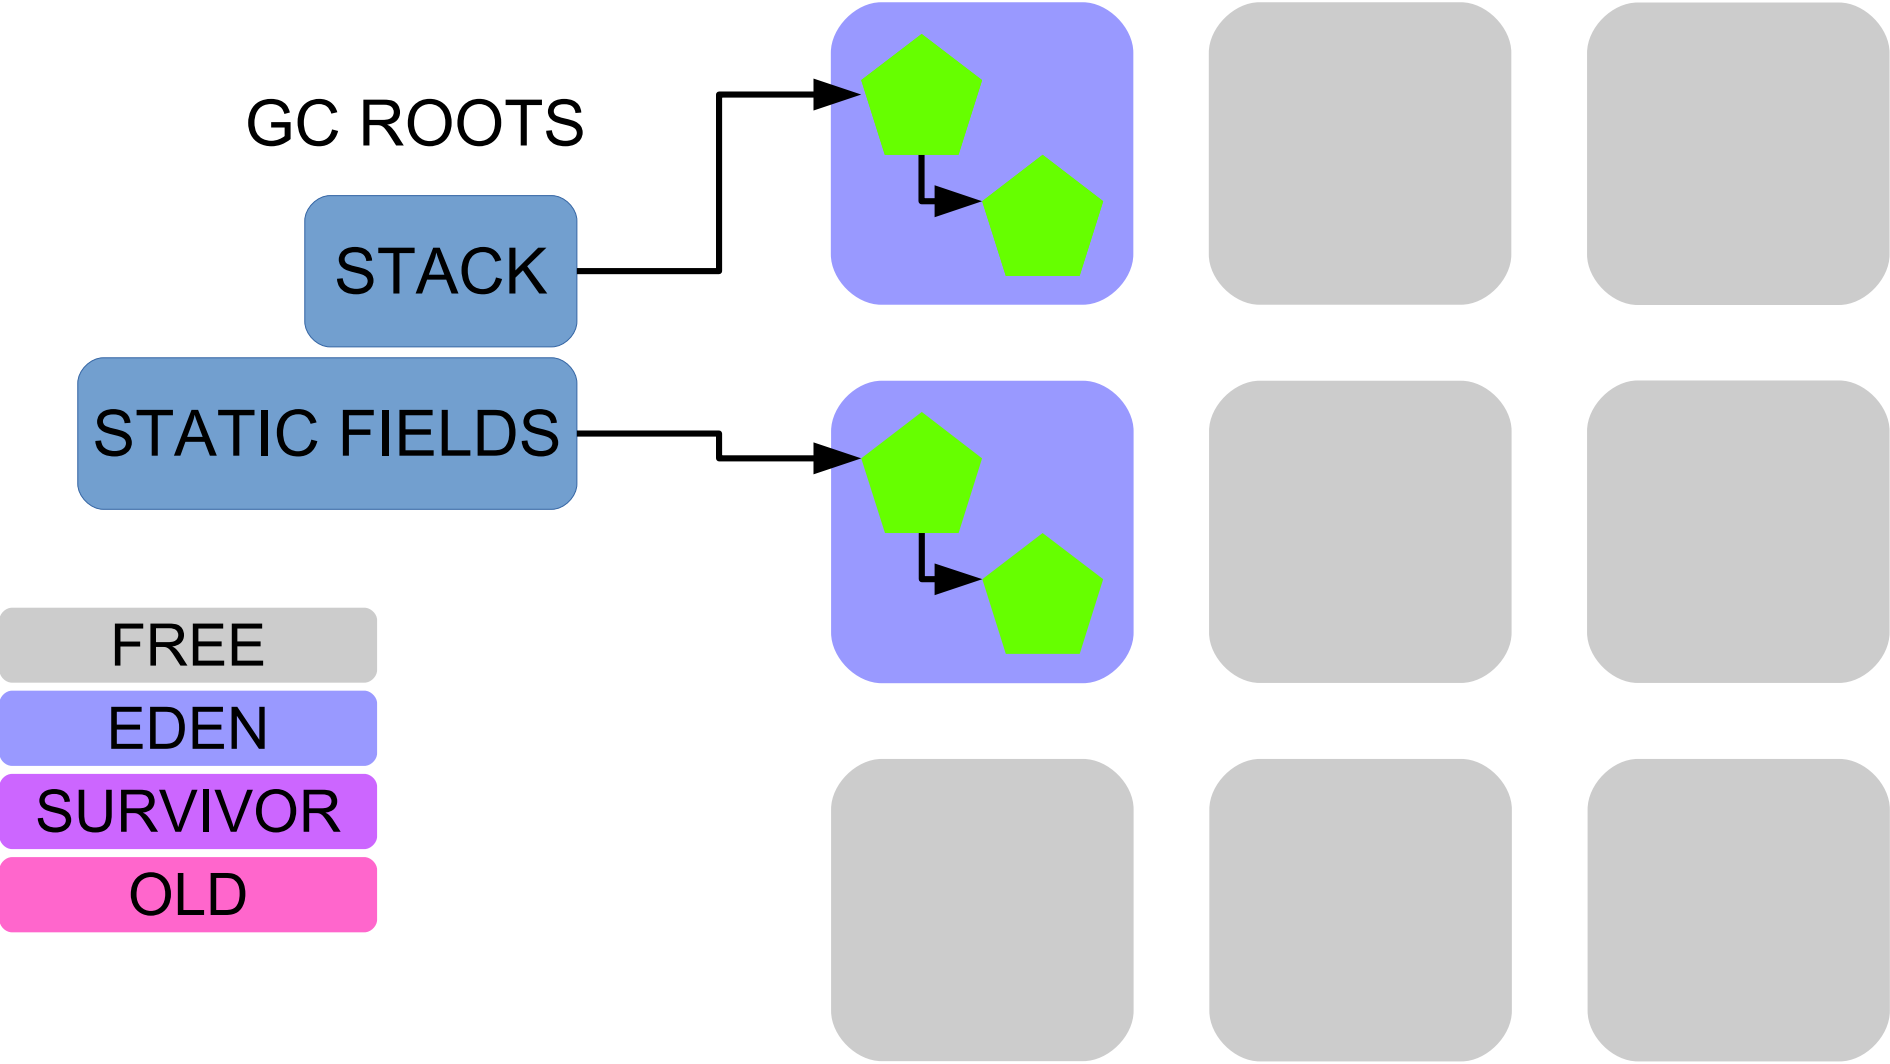 GC ROOTS
STACK
STATIC FIELDS
FREE
EDEN
SURVIVOR
OLD